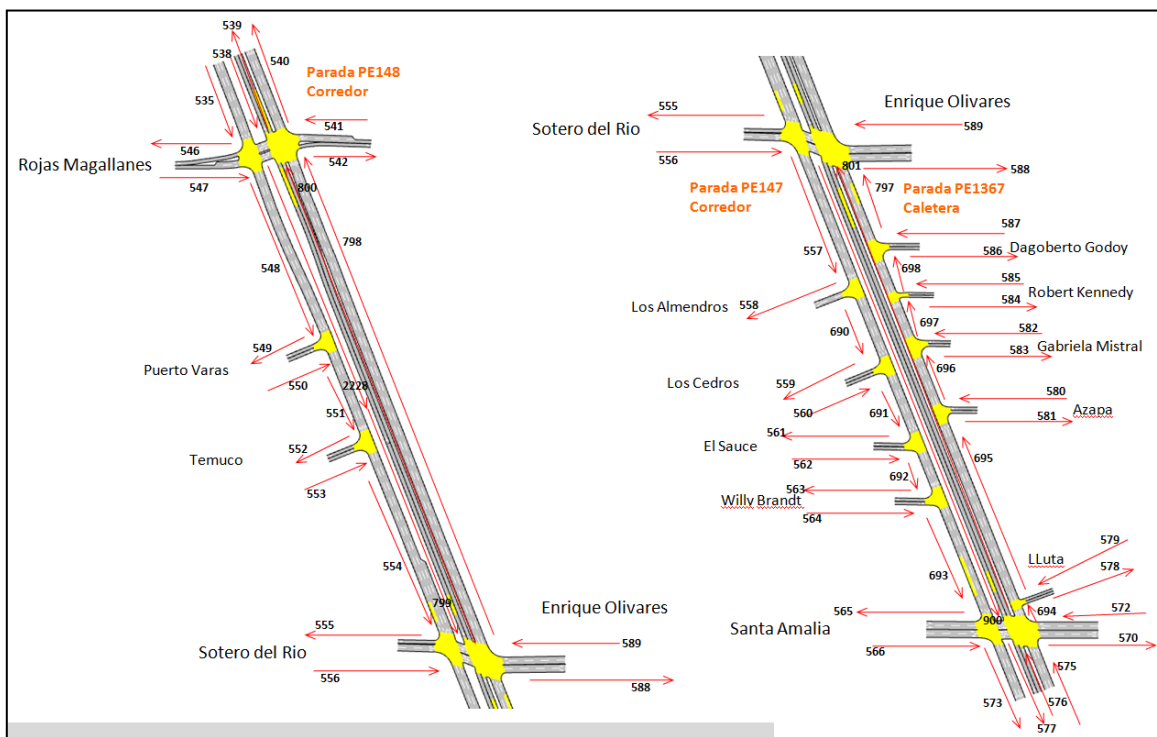 539
538
540
535
Parada PE148
Corredor
541
546
542
Rojas Magallanes
547
800
798
548
549
Puerto Varas
550
2228
551
552
Temuco
553
554
799
Enrique Olivares
555
589
Sotero del Rio
556
588
555
Enrique Olivares
589
Sotero del Rio
556
801
588
Parada PE147
Corredor
797
Parada PE1367
Caletera
587
557
586
Dagoberto Godoy
698
585
558
584
Robert Kennedy
Los Almendros
697
582
690
583
Gabriela Mistral
696
559
Los Cedros
580
560
691
581
Azapa
561
El Sauce
562
695
692
563
Willy Brandt
564
579
LLuta
578
693
565
694
572
Santa Amalia
900
566
570
575
573
576
577